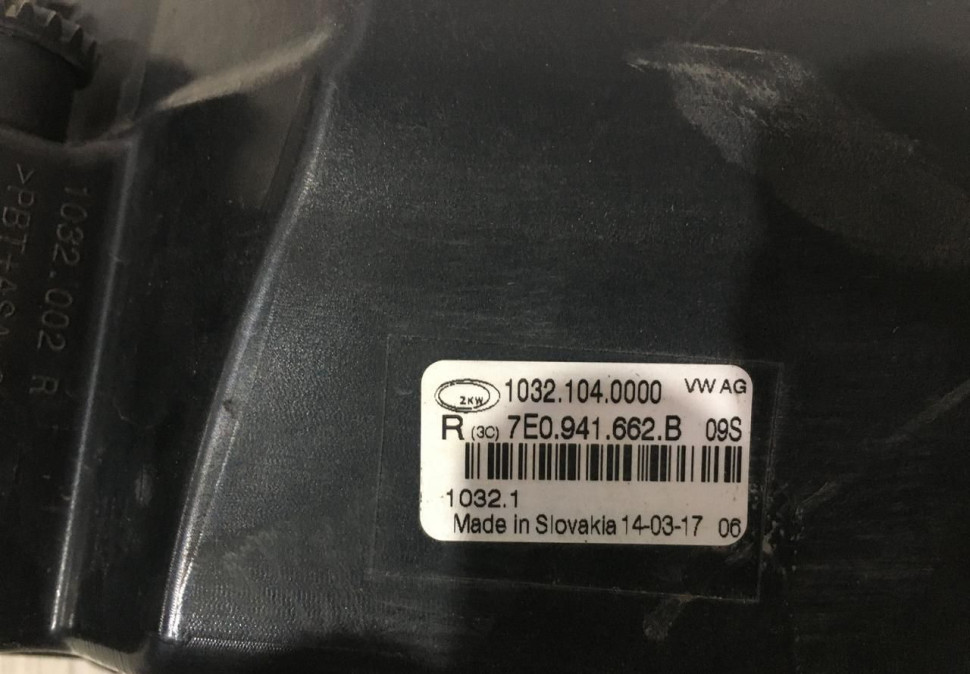 1032.002 R
>PBT+ASA
ZKW 1032.104.0000 VW AG
R (3C) 7E0.941.662.B 09S
1032.1
Made in Slovakia 14-03-17 06